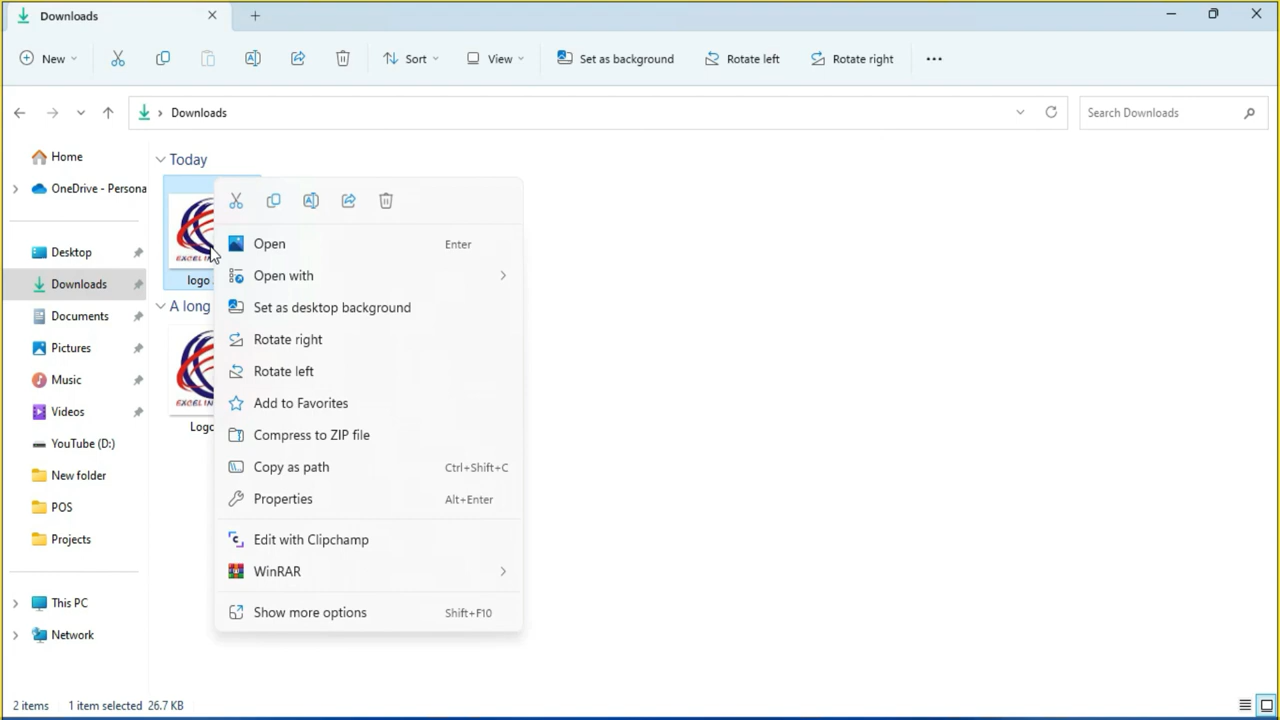 Downloads
New
Sort
View
Set as background
Rotate left
Rotate right
Downloads
Search Downloads
Home
OneDrive - Persona
Desktop
Downloads
Documents
Pictures
Music
Videos
YouTube (D:)
New folder
POS
Projects
This PC
Network
Today
EXCEL IN
logo
A long
EXCEL IN
Logo
Open Enter
Open with
Set as desktop background
Rotate right
Rotate left
Add to Favorites
Compress to ZIP file
Copy as path Ctrl+Shift+C
Properties Alt+Enter
Edit with Clipchamp
WinRAR
Show more options Shift+F10
2 items 1 item selected 26.7 KB